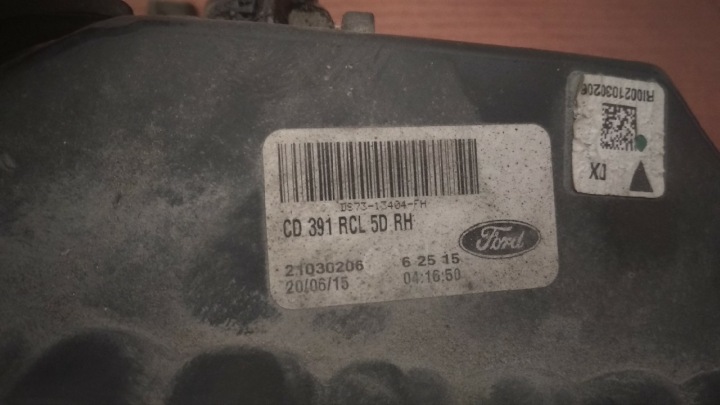 DS73-13404-FH
CD 391 RCL 5D RH
Ford
21030206 6 25 15
20/06/15 04:16:50
RI0021030206